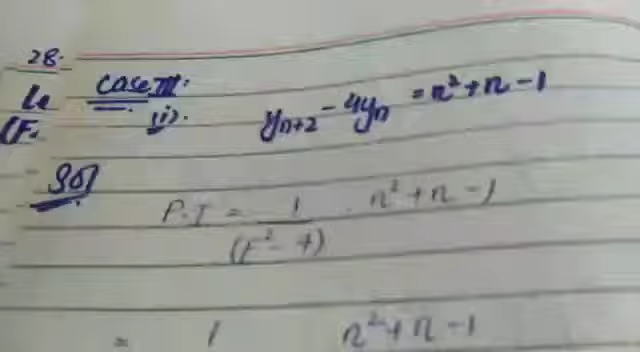 28.
Case III.
(i). yn+2 - 4yn = n² + n - 1
Sol
P.I = 1/(E² - 4) . n² + n - 1
= 1 n² + n - 1